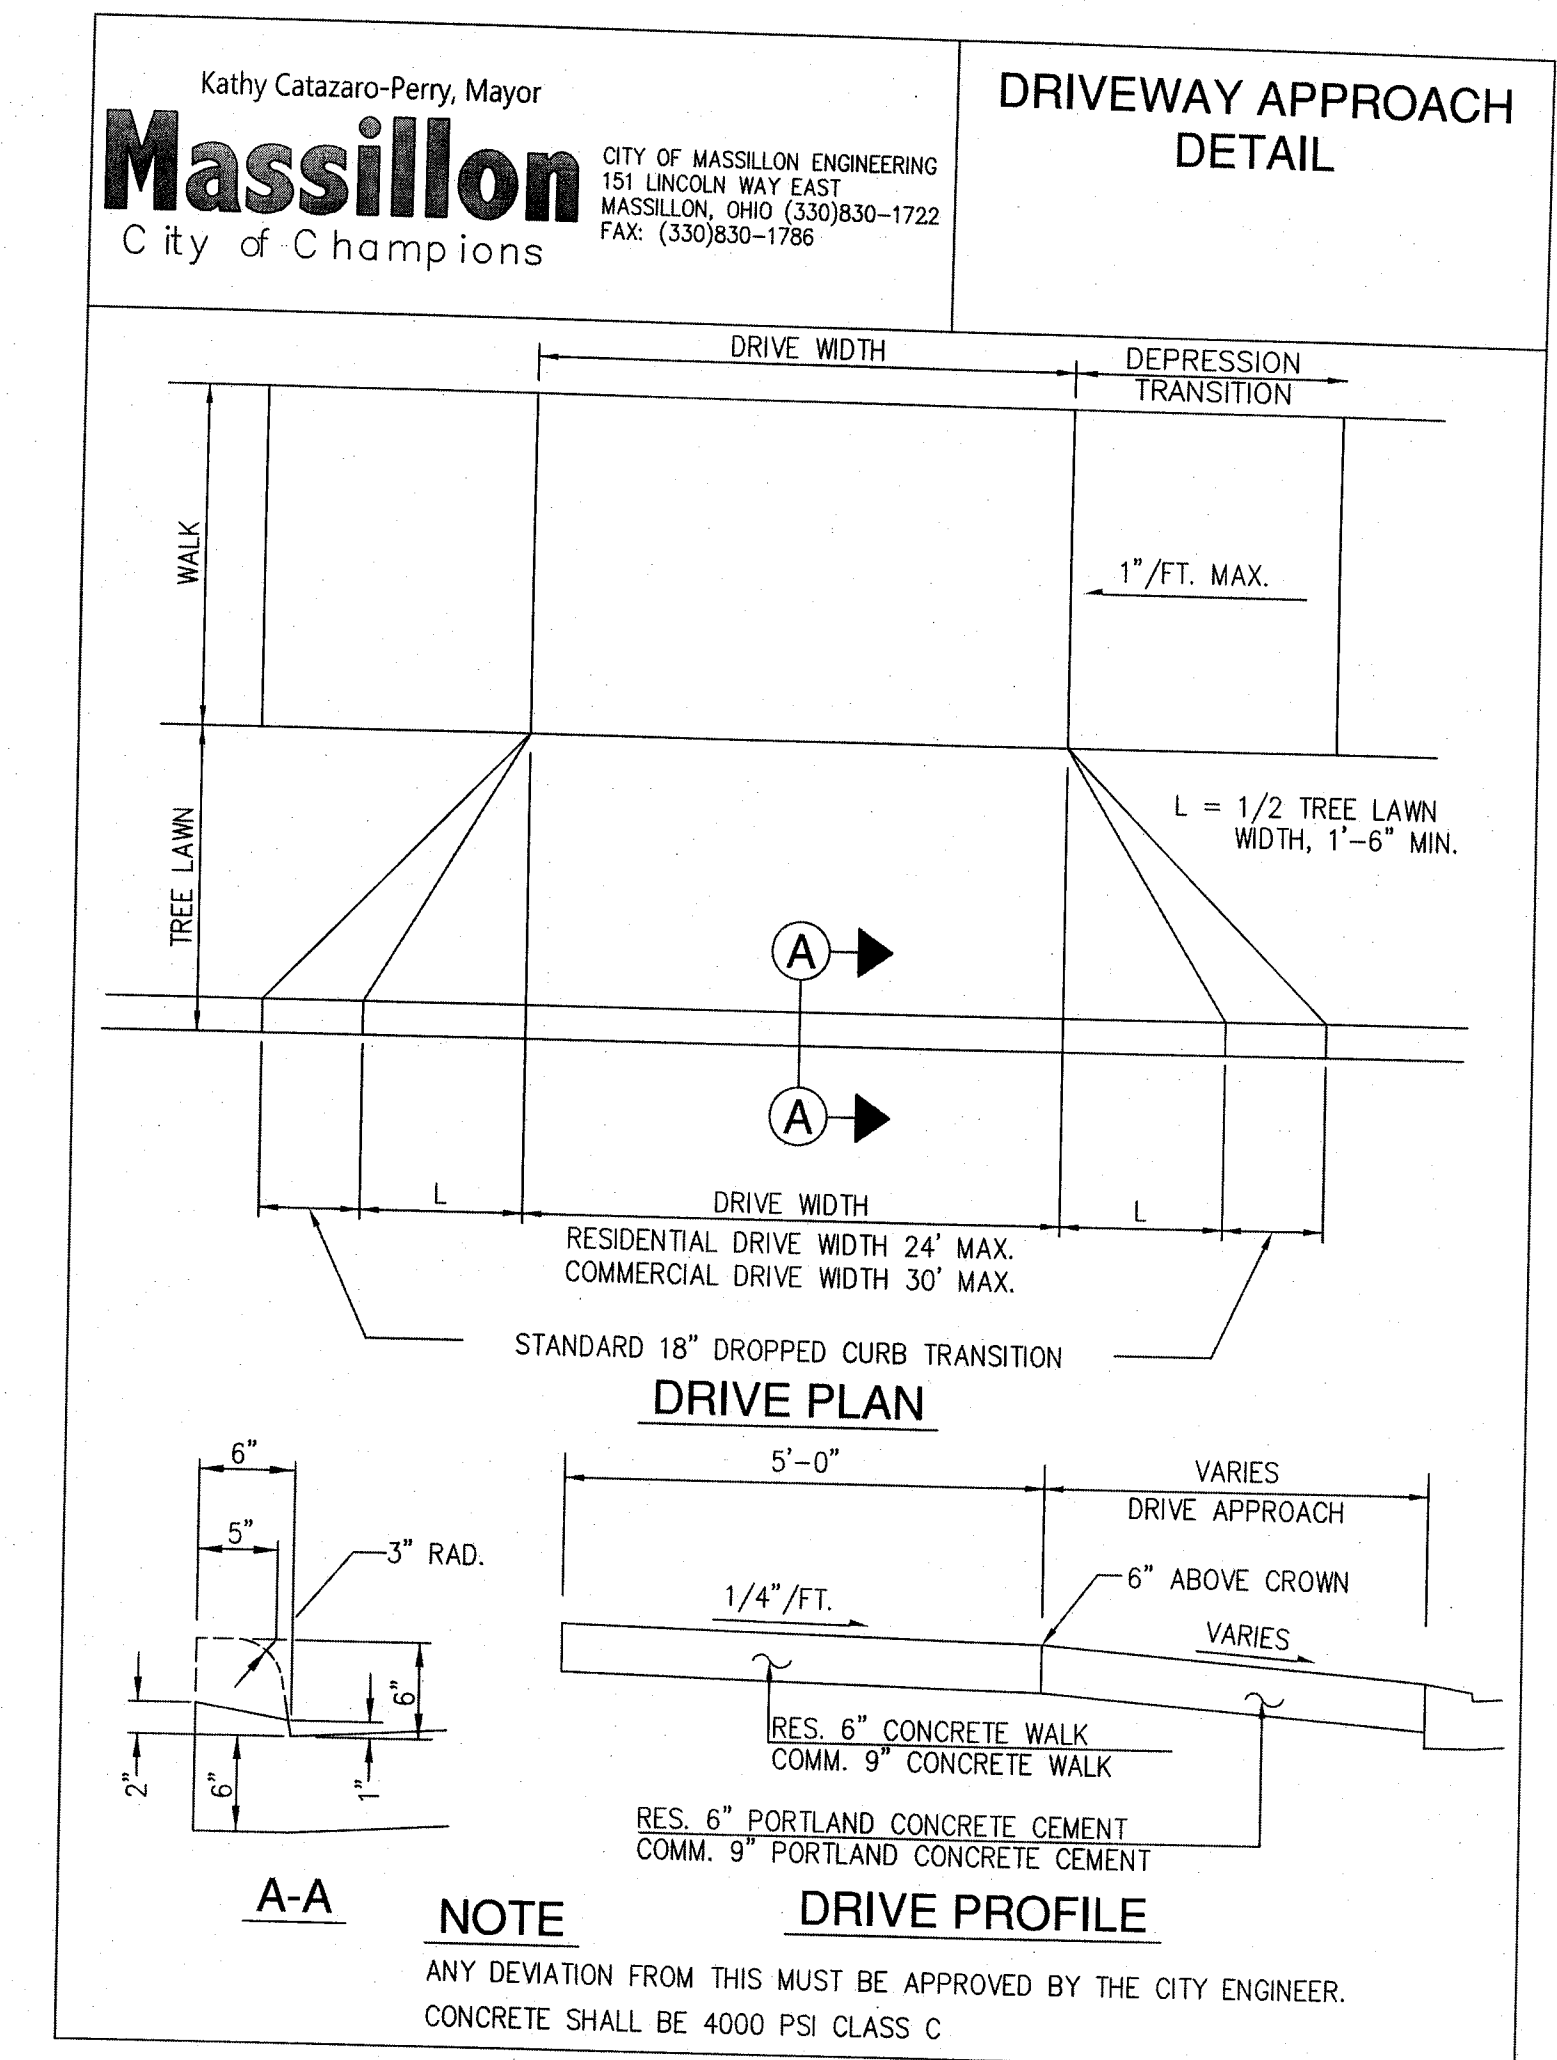 Kathy Catazaro-Perry, Mayor
Massillon
City of Champions
CITY OF MASSILLON ENGINEERING
151 LINCOLN WAY EAST
MASSILLON, OHIO (330)830-1722
FAX: (330)830-1786
DRIVEWAY APPROACH
DETAIL
DRIVE WIDTH
DEPRESSION
TRANSITION
WALK
1"/FT. MAX.
TREE LAWN
L = 1/2 TREE LAWN
WIDTH, 1'-6" MIN.
A
A
L
DRIVE WIDTH
L
RESIDENTIAL DRIVE WIDTH 24' MAX.
COMMERCIAL DRIVE WIDTH 30' MAX.
STANDARD 18" DROPPED CURB TRANSITION
DRIVE PLAN
6"
5"
3" RAD.
6"
2"
6"
1"
A-A
5'-0"
VARIES
DRIVE APPROACH
6" ABOVE CROWN
1/4"/FT.
VARIES
RES. 6" CONCRETE WALK
COMM. 9" CONCRETE WALK
RES. 6" PORTLAND CONCRETE CEMENT
COMM. 9" PORTLAND CONCRETE CEMENT
DRIVE PROFILE
NOTE
ANY DEVIATION FROM THIS MUST BE APPROVED BY THE CITY ENGINEER.
CONCRETE SHALL BE 4000 PSI CLASS C